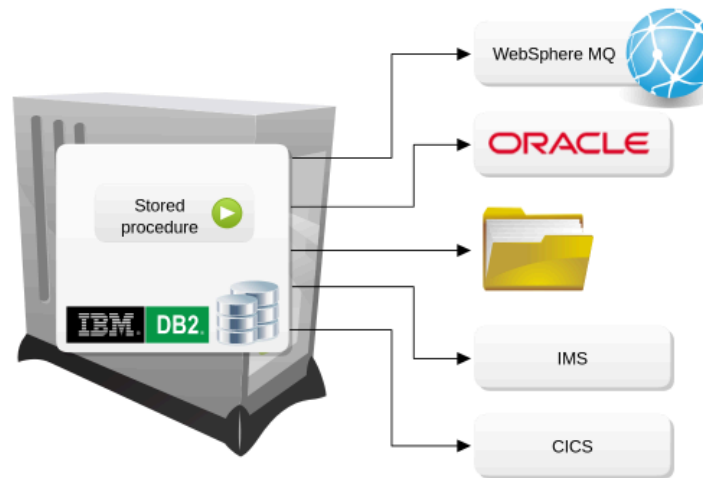 WebSphere MQ
ORACLE
Stored
procedure
IBM. DB2.
IMS
CICS